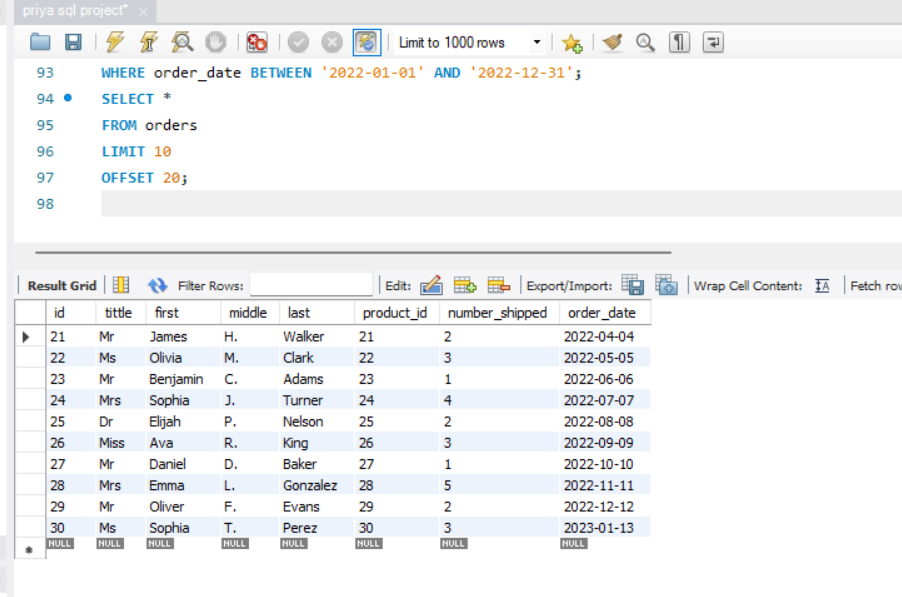 priya sql project*
Limit to 1000 rows
93 WHERE order_date BETWEEN '2022-01-01' AND '2022-12-31';
94 SELECT *
95 FROM orders
96 LIMIT 10
97 OFFSET 20;
98
Result Grid Filter Rows: Edit: Export/Import: Wrap Cell Content: Fetch
id tittle first middle last product_id number_shipped order_date
21 Mr James H. Walker 21 2 2022-04-04
22 Ms Olivia M. Clark 22 3 2022-05-05
23 Mr Benjamin C. Adams 23 1 2022-06-06
24 Mrs Sophia J. Turner 24 4 2022-07-07
25 Dr Elijah P. Nelson 25 2 2022-08-08
26 Miss Ava R. King 26 3 2022-09-09
27 Mr Daniel D. Baker 27 1 2022-10-10
28 Mrs Emma L. Gonzalez 28 5 2022-11-11
29 Mr Oliver F. Evans 29 2 2022-12-12
30 Ms Sophia T. Perez 30 3 2023-01-13
NULL NULL NULL NULL NULL NULL NULL NULL